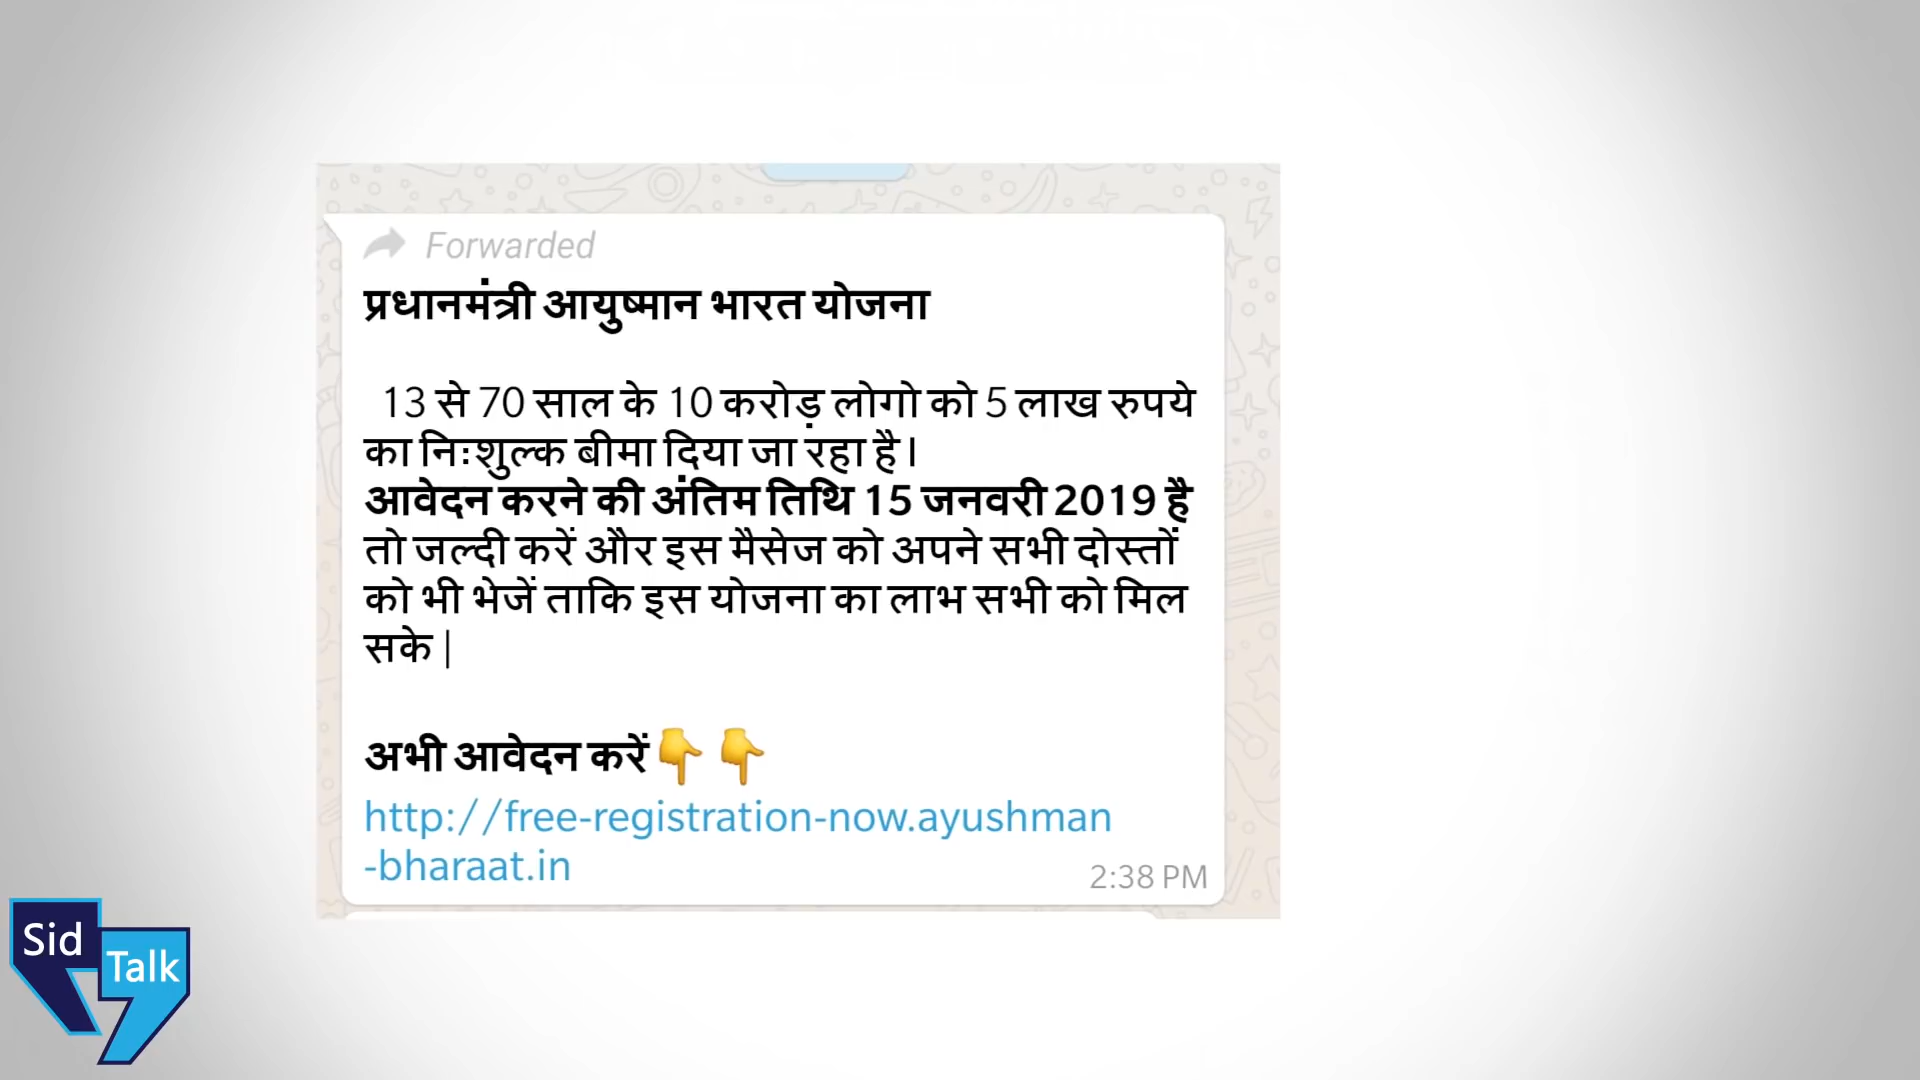 Forwarded
प्रधानमंत्री आयुष्मान भारत योजना
13 से 70 साल के 10 करोड़ लोगो को 5 लाख रुपये
का निःशुल्क बीमा दिया जा रहा है।
आवेदन करने की अंतिम तिथि 15 जनवरी 2019 है
तो जल्दी करें और इस मैसेज को अपने सभी दोस्तों
को भी भेजें ताकि इस योजना का लाभ सभी को मिल
सके |
अभी आवेदन करें👇 👇
http://free-registration-now.ayushman
-bharaat.in
2:38 PM
Sid
Talk